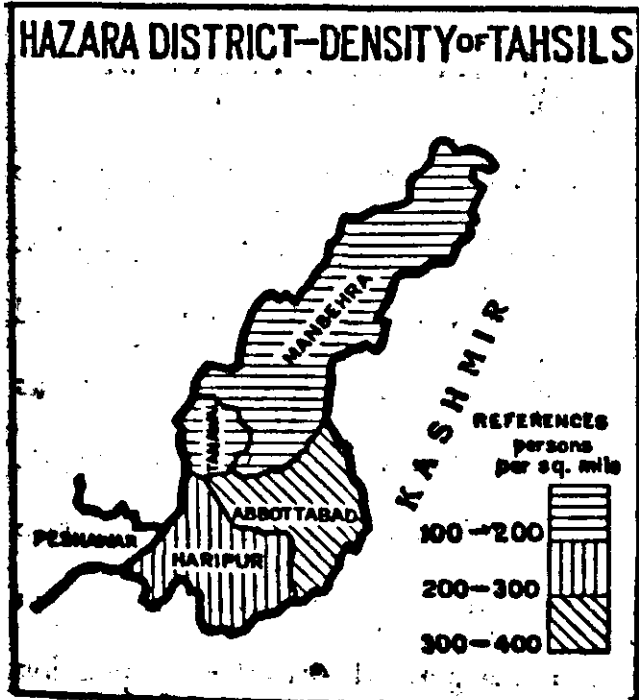 HAZARA DISTRICT–DENSITY OF TAHSILS
MANSEHRA
KASHMIR
TANAWAL
REFERENCES
persons
per sq. mile
ABBOTTABAD
100–200
PESHAWAR
HARIPUR
200–300
300–400